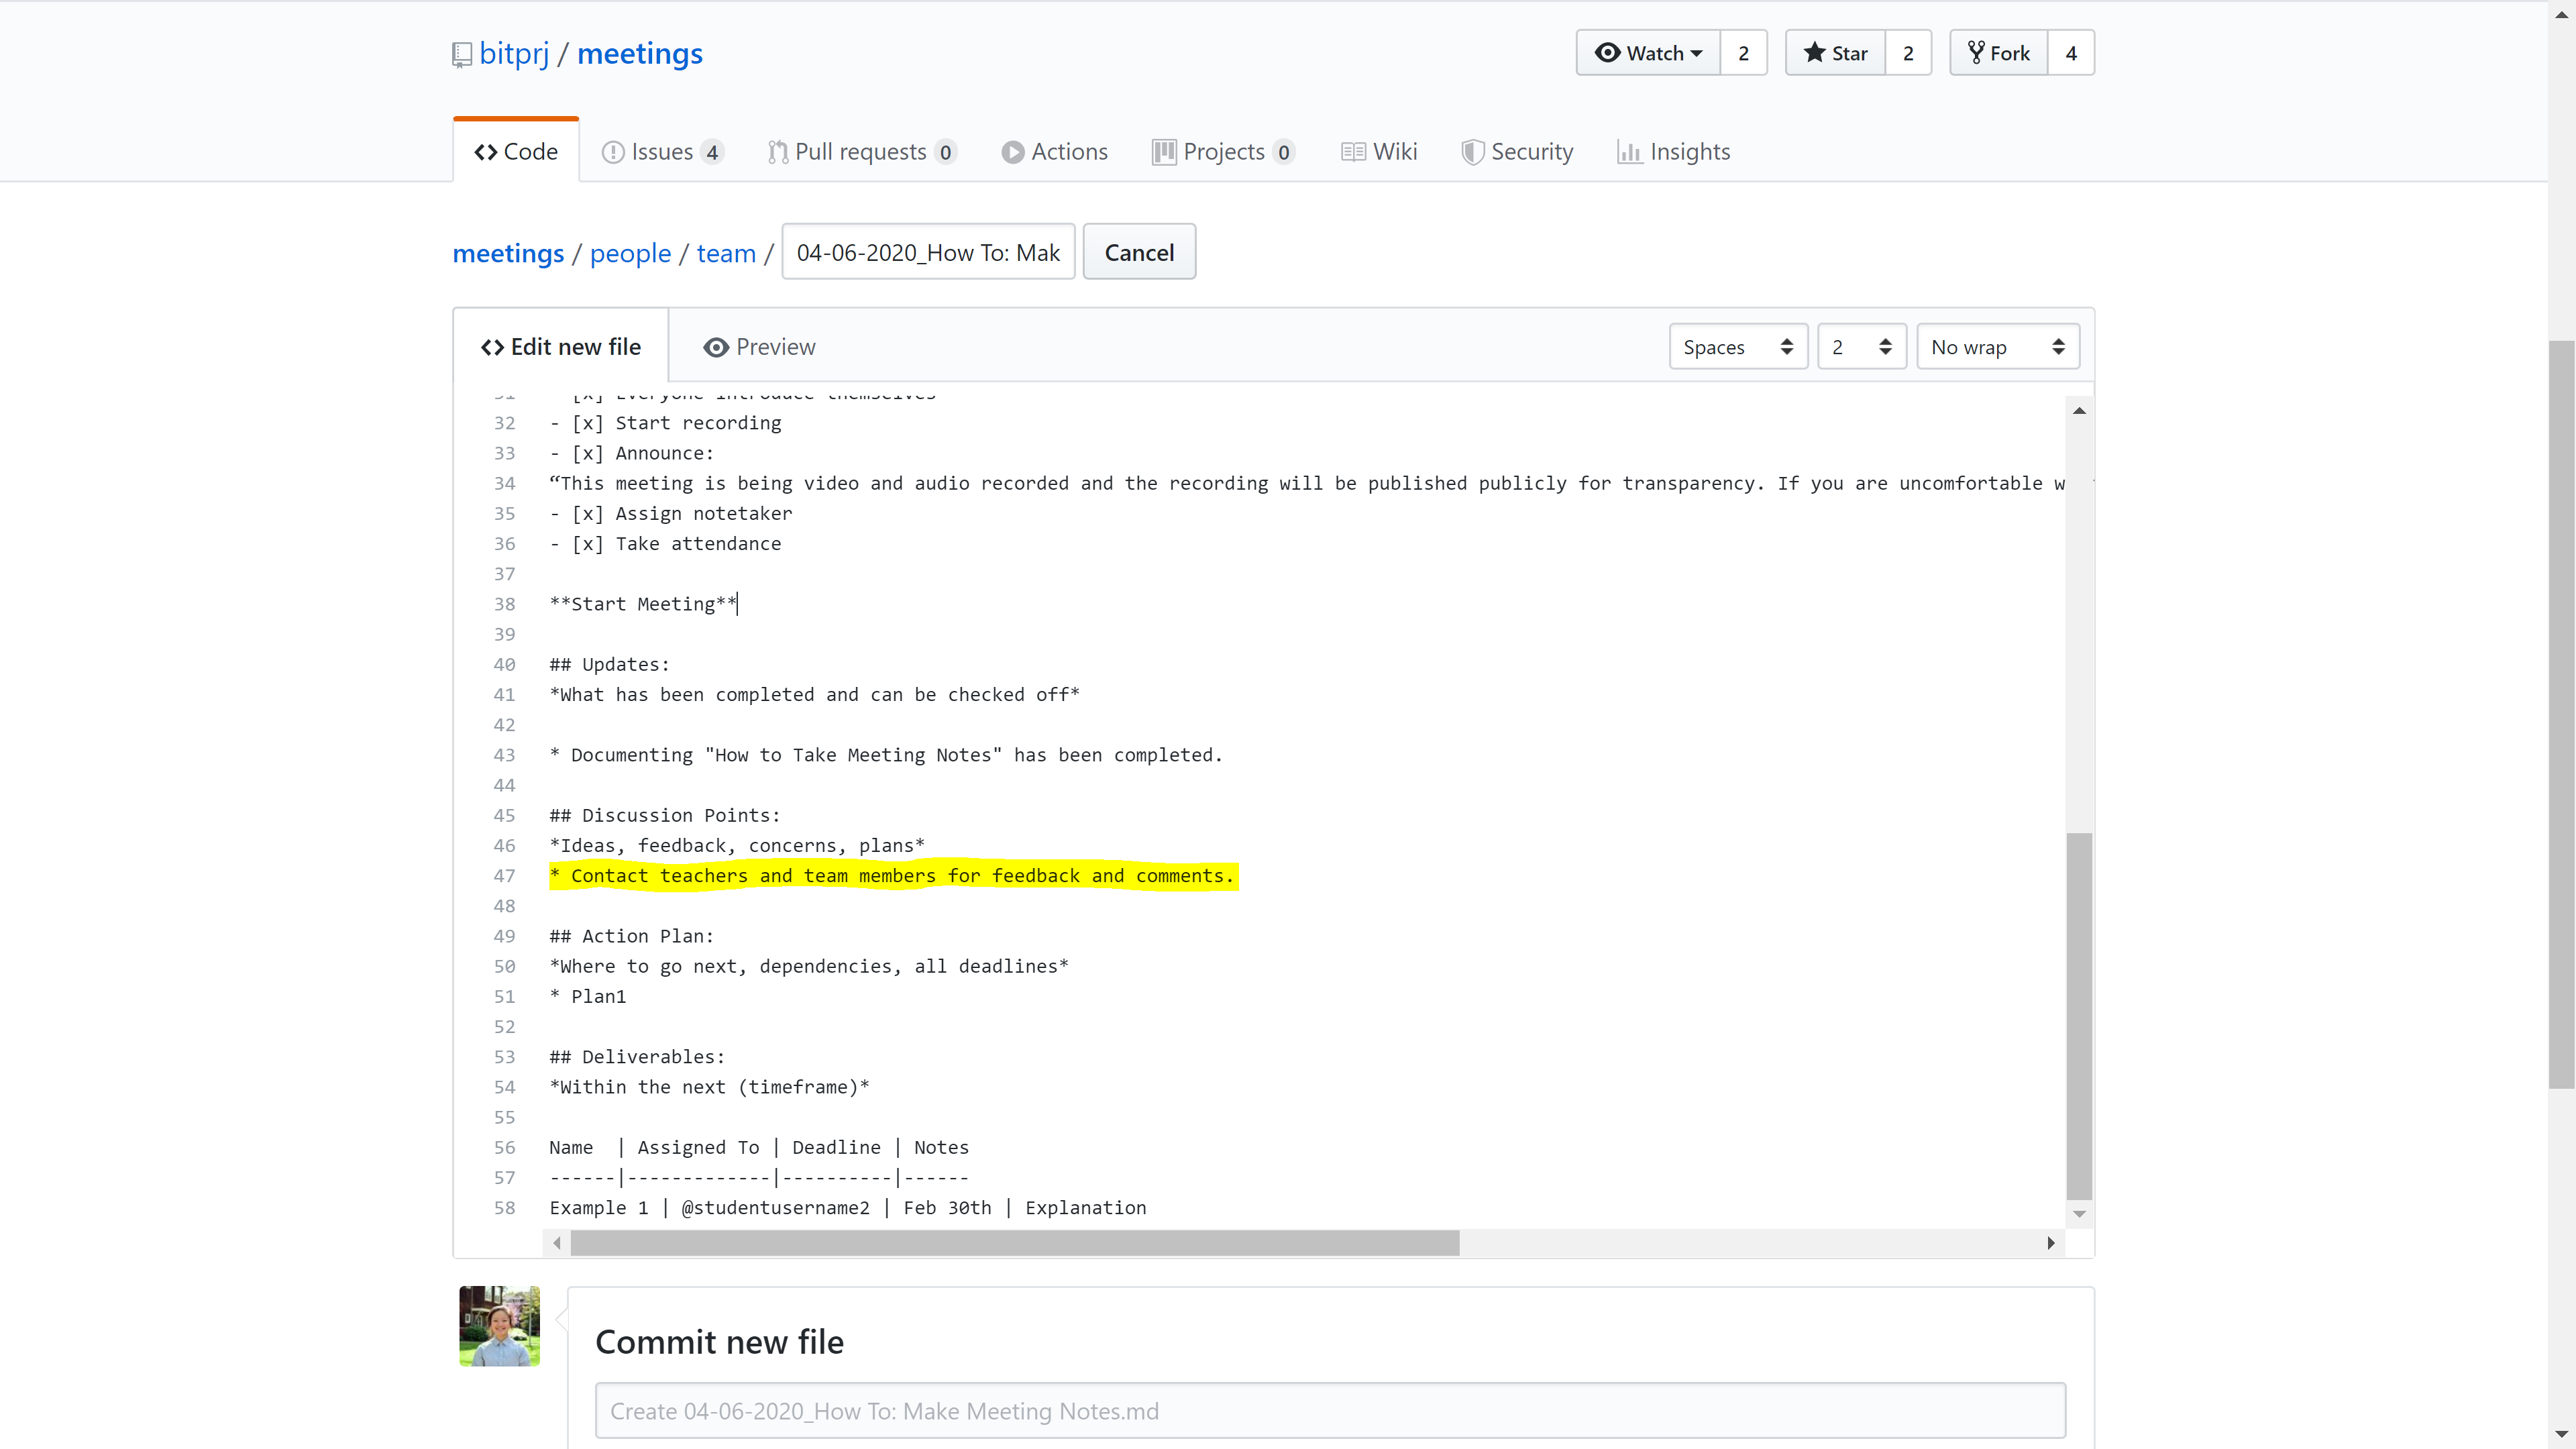 bitprj / meetings
Watch 2 Star 2 Fork 4
Code Issues 4 Pull requests 0 Actions Projects 0 Wiki Security Insights
meetings / people / team / 04-06-2020_How To: Mak Cancel
Edit new file Preview Spaces 2 No wrap
31 [x] Everyone introduce themselves
32 - [x] Start recording
33 - [x] Announce:
34 “This meeting is being video and audio recorded and the recording will be published publicly for transparency. If you are uncomfortable w
35 - [x] Assign notetaker
36 - [x] Take attendance
37
38 **Start Meeting**
39
40 ## Updates:
41 *What has been completed and can be checked off*
42
43 * Documenting "How to Take Meeting Notes" has been completed.
44
45 ## Discussion Points:
46 *Ideas, feedback, concerns, plans*
47 * Contact teachers and team members for feedback and comments.
48
49 ## Action Plan:
50 *Where to go next, dependencies, all deadlines*
51 * Plan1
52
53 ## Deliverables:
54 *Within the next (timeframe)*
55
56 Name  | Assigned To | Deadline | Notes
57 ------|-------------|----------|------
58 Example 1 | @studentusername2 | Feb 30th | Explanation
Commit new file
Create 04-06-2020_How To: Make Meeting Notes.md